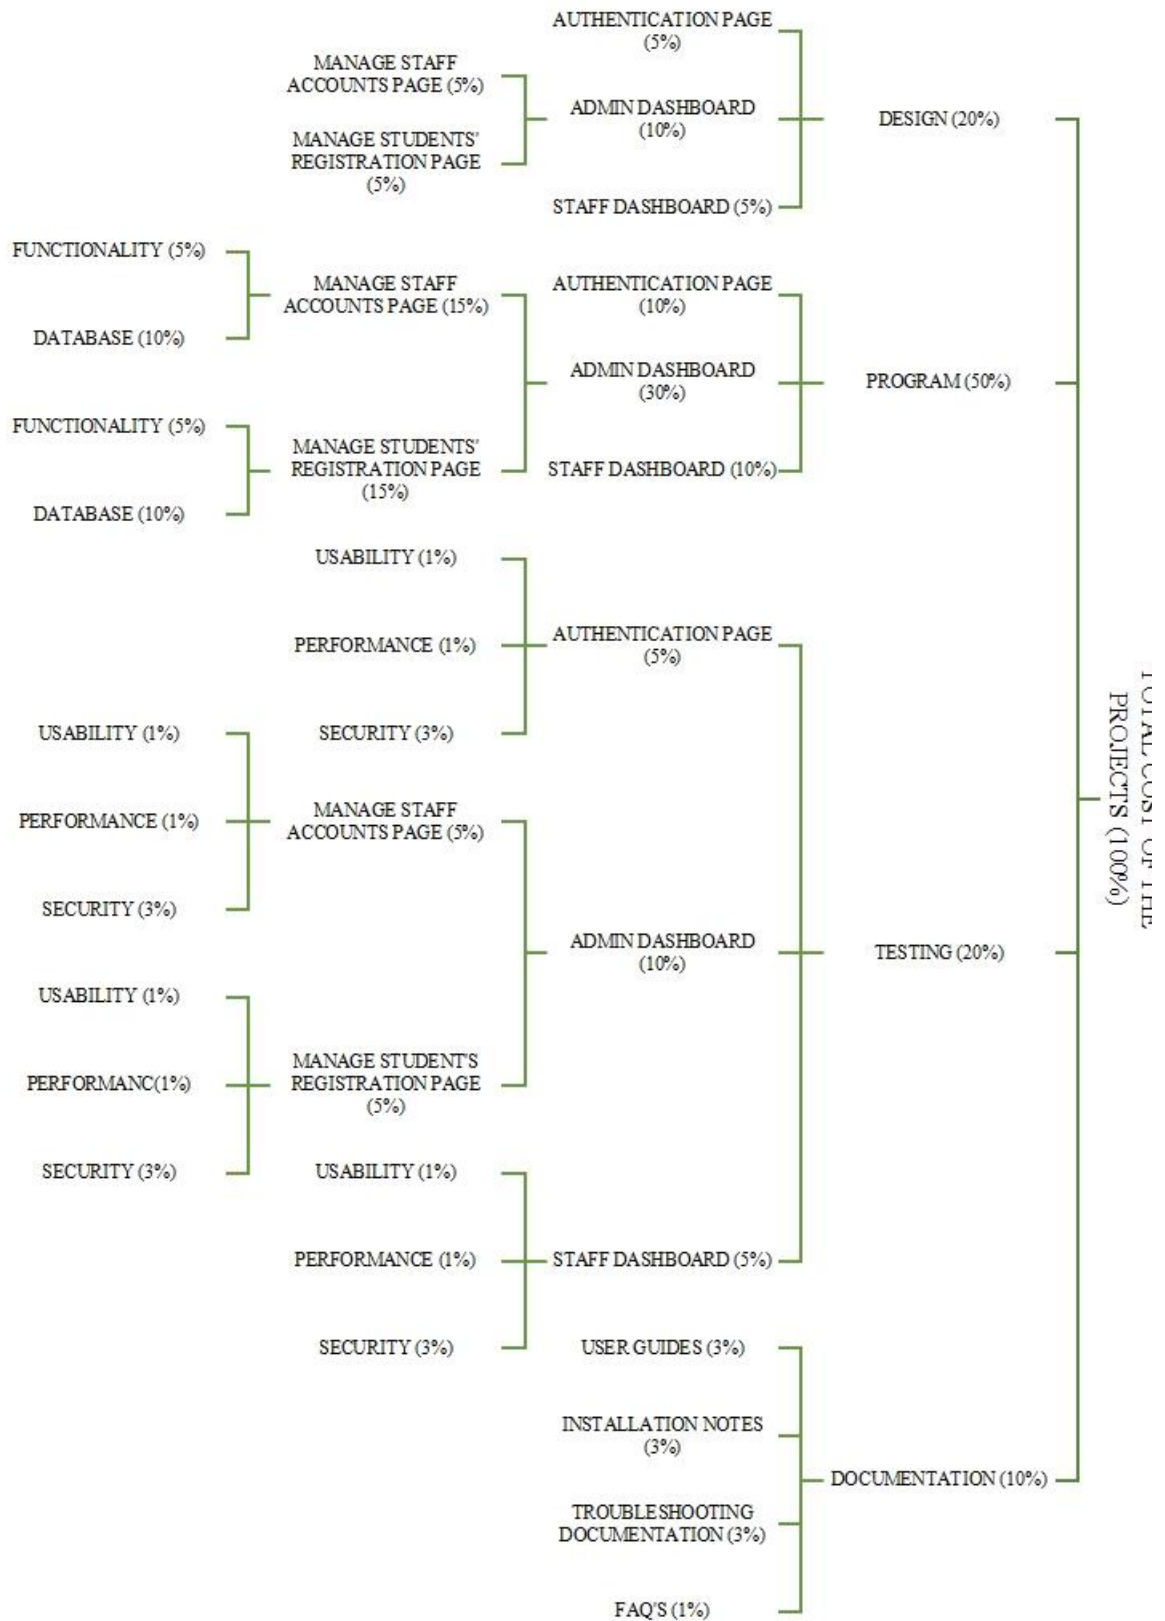 AUTHENTICATION PAGE
(5%)
MANAGE STAFF
ACCOUNTS PAGE (5%)
ADMIN DASHBOARD
(10%)
DESIGN (20%)
MANAGE STUDENTS'
REGISTRATION PAGE
(5%)
STAFF DASHBOARD (5%)
FUNCTIONALITY (5%)
MANAGE STAFF
ACCOUNTS PAGE (15%)
AUTHENTICATION PAGE
(10%)
DATABASE (10%)
ADMIN DASHBOARD
(30%)
PROGRAM (50%)
FUNCTIONALITY (5%)
MANAGE STUDENTS'
REGISTRATION PAGE
(15%)
STAFF DASHBOARD (10%)
DATABASE (10%)
USABILITY (1%)
PERFORMANCE (1%)
AUTHENTICATION PAGE
(5%)
SECURITY (3%)
TOTAL COST OF THE
PROJECTS (100%)
USABILITY (1%)
PERFORMANCE (1%)
MANAGE STAFF
ACCOUNTS PAGE (5%)
SECURITY (3%)
ADMIN DASHBOARD
(10%)
TESTING (20%)
USABILITY (1%)
PERFORMANC(1%)
MANAGE STUDENT'S
REGISTRATION PAGE
(5%)
SECURITY (3%)
USABILITY (1%)
PERFORMANCE (1%)
STAFF DASHBOARD (5%)
SECURITY (3%)
USER GUIDES (3%)
INSTALLATION NOTES
(3%)
DOCUMENTATION (10%)
TROUBLESHOOTING
DOCUMENTATION (3%)
FAQ'S (1%)